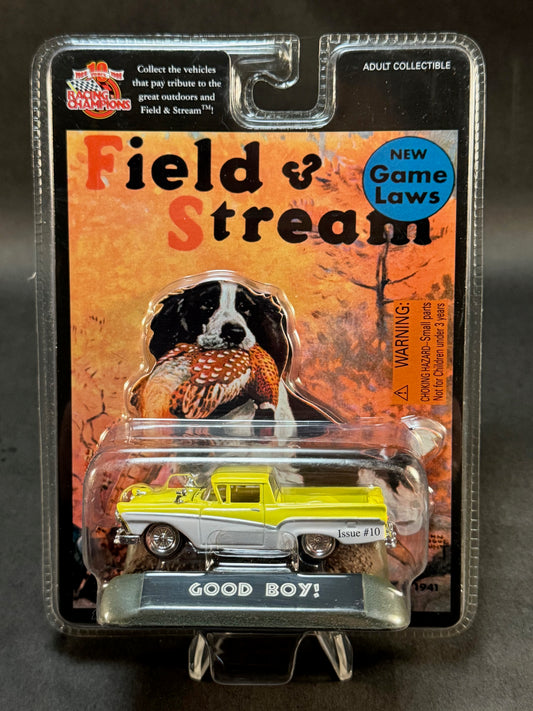 10
RACING
CHAMPIONS
Collect the vehicles
that pay tribute to the
great outdoors and
Field & Stream™!
ADULT COLLECTIBLE
Field &
Stream
NEW
Game
Laws
WARNING:
CHOKING HAZARD–Small parts
Not for Children under 3 years
Issue #10
GOOD BOY!
1941